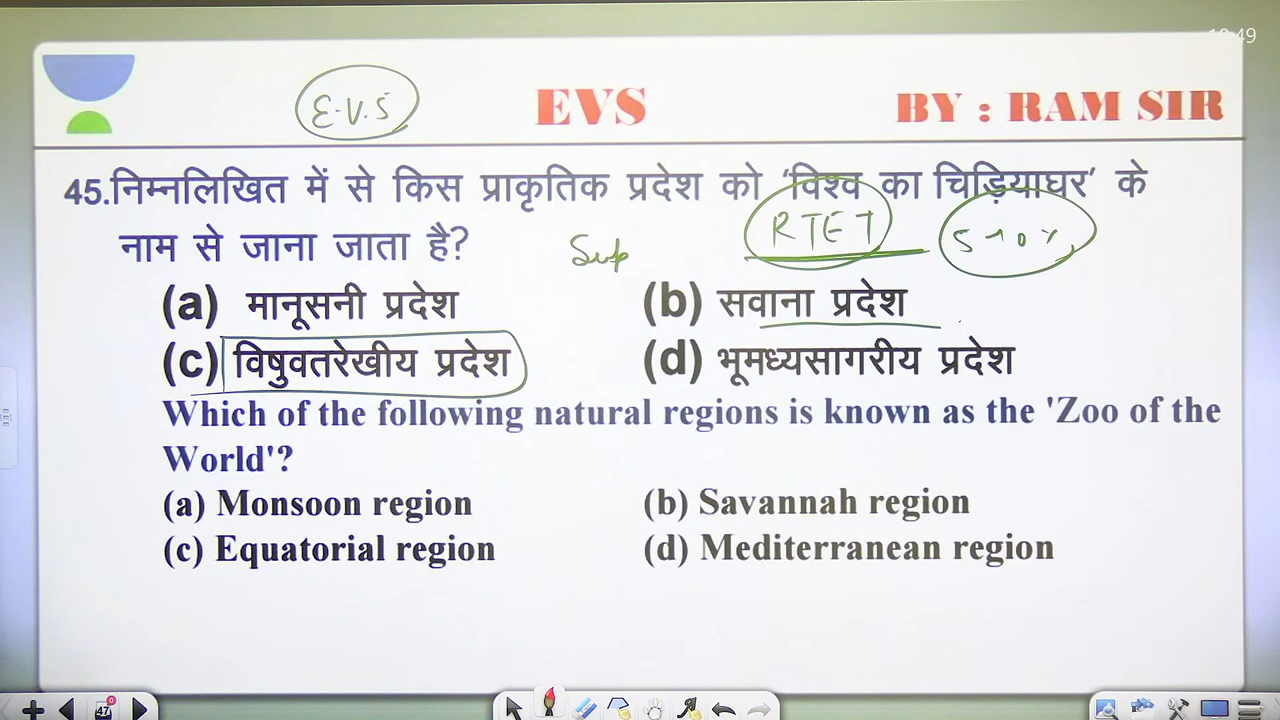 E.V.S EVS BY : RAM SIR
45.निम्नलिखित में से किस प्राकृतिक प्रदेश को 'विश्व का चिड़ियाघर' के
नाम से जाना जाता है?
RTET
(a) मानूसनी प्रदेश (b) सवाना प्रदेश
(c) विषुवतरेखीय प्रदेश (d) भूमध्यसागरीय प्रदेश
Which of the following natural regions is known as the 'Zoo of the
World'?
(a) Monsoon region (b) Savannah region
(c) Equatorial region (d) Mediterranean region
47